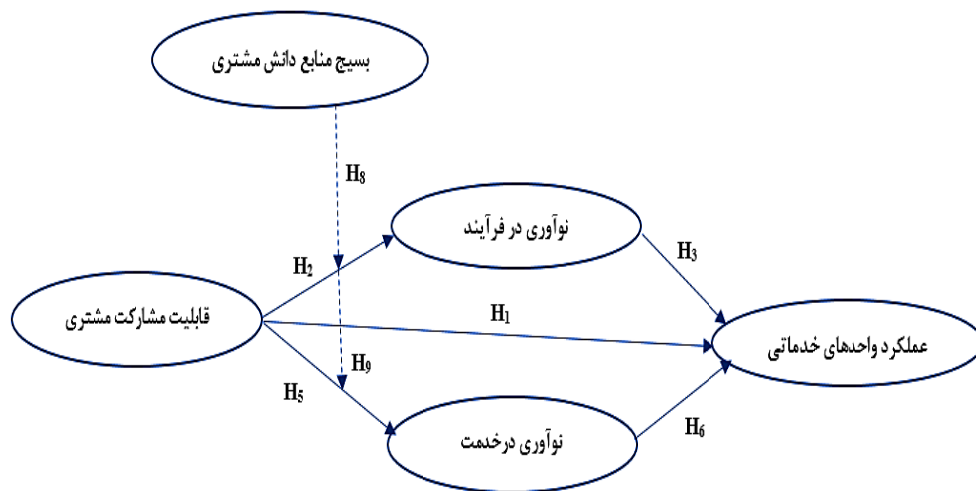 بسیج منابع دانش مشتری
H8
نوآوری در فرآیند
H2
H3
قابلیت مشارکت مشتری
H1
عملکرد واحدهای خدماتی
H9
H5
نوآوری درخدمت
H6